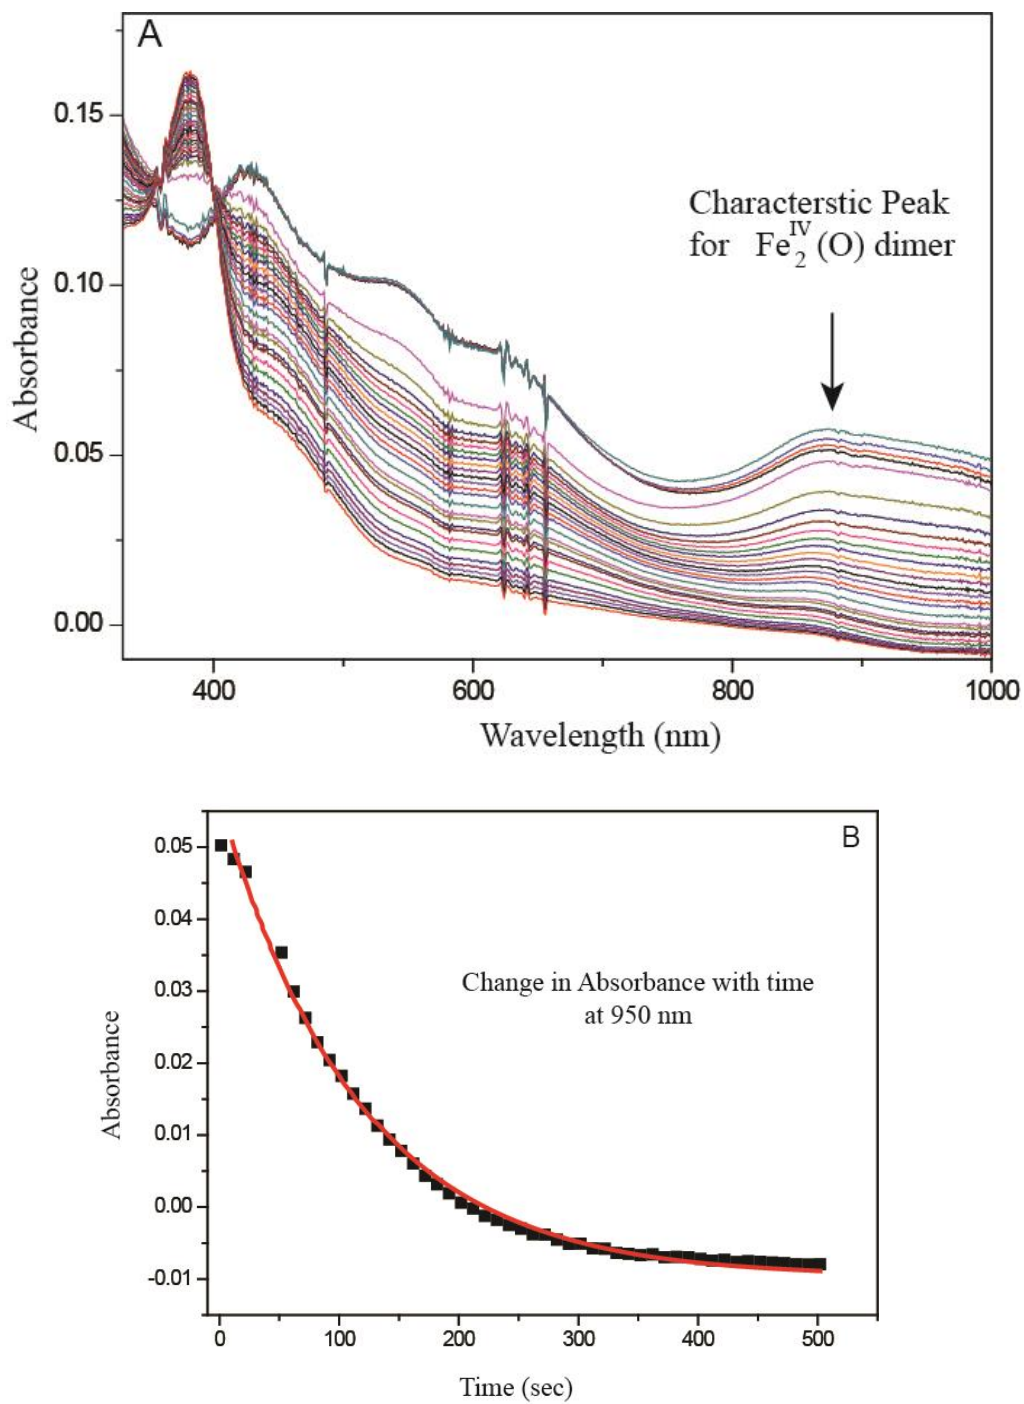 A
0.15
0.10
0.05
0.00
Absorbance
Characterstic Peak
for Fe₂ᴵⱽ(O) dimer
400 600 800 1000
Wavelength (nm)
B
0.05
0.04
0.03
0.02
0.01
0.00
-0.01
Absorbance
Change in Absorbance with time
at 950 nm
0 100 200 300 400 500
Time (sec)